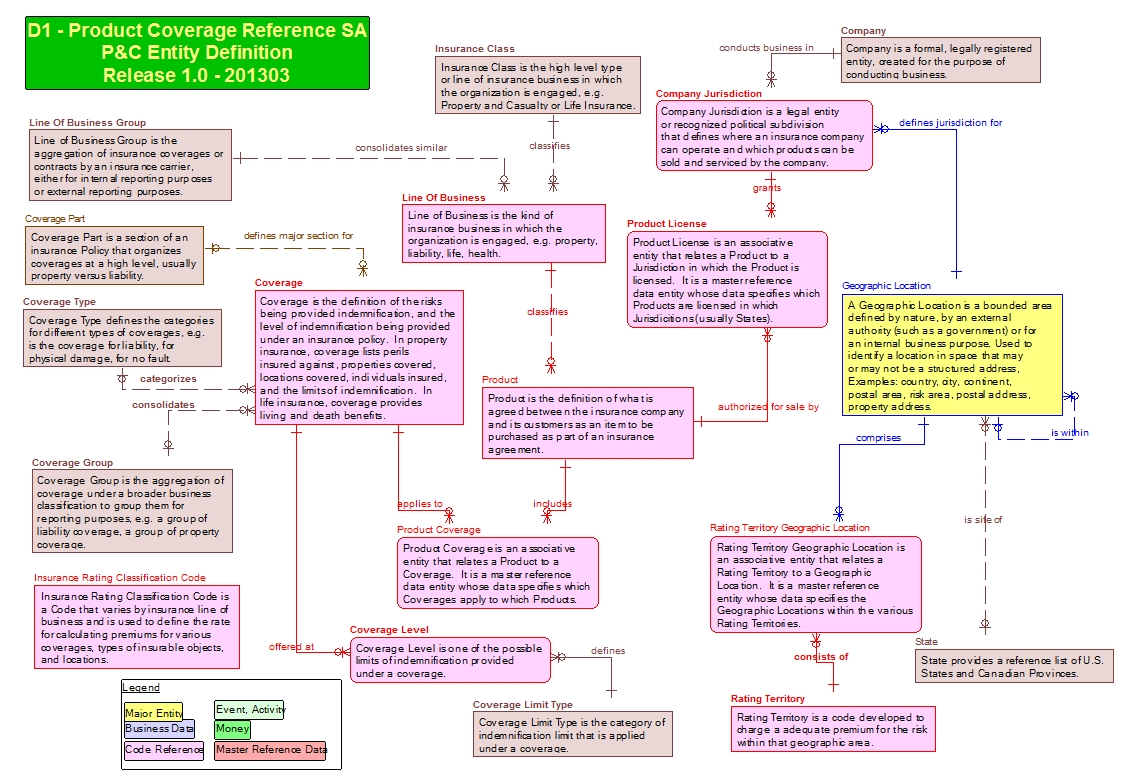 D1 - Product Coverage Reference SA
P&C Entity Definition
Release 1.0 - 201303
Insurance Class
Insurance Class is the high level type
or line of insurance business in which
the organization is engaged, e.g.
Property and Casualty or Life Insurance.
conducts business in
Company
Company is a formal, legally registered
entity, created for the purpose of
conducting business.
Company Jurisdiction
Company Jurisdiction is a legal entity
or recognized political subdivision
that defines where an insurance company
can operate and which products can be
sold and serviced by the company.
defines jurisdiction for
Line Of Business Group
Line of Business Group is the
aggregation of insurance coverages or
contracts by an insurance carrier,
either for internal reporting purposes
or external reporting purposes.
consolidates similar
classifies
grants
Line Of Business
Line of Business is the kind of
insurance business in which the
organization is engaged, e.g. property,
liability, life, health.
Coverage Part
Coverage Part is a section of an
insurance Policy that organizes
coverages at a high level, usually
property versus liability.
defines major section for
Product License
Product License is an associative
entity that relates a Product to a
Jurisdiction in which the Product is
licensed. It is a master reference
data entity whose data specifies which
Products are licensed in which
Jurisdicitions (usually States).
Coverage
Coverage is the definition of the risks
being provided indemnification, and the
level of indemnification being provided
under an insurance policy. In property
insurance, coverage lists perils
insured against, properties covered,
locations covered, individuals insured,
and the limits of indemnification. In
life insurance, coverage provides
living and death benefits.
Coverage Type
Coverage Type defines the categories
for different types of coverages, e.g.
is the coverage for liability, for
physical damage, for no fault.
categorizes
consolidates
classifies
Geographic Location
A Geographic Location is a bounded area
defined by nature, by an external
authority (such as a government) or for
an internal business purpose. Used to
identify a location in space that may
or may not be a structured address,
Examples: country, city, continent,
postal area, risk area, postal address,
property address.
is within
comprises
is site of
Product
Product is the definition of what is
agreed between the insurance company
and its customers as an item to be
purchased as part of an insurance
agreement.
authorized for sale by
Coverage Group
Coverage Group is the aggregation of
coverage under a broader business
classification to group them for
reporting purposes, e.g. a group of
liability coverage, a group of property
coverage.
applies to
includes
Product Coverage
Product Coverage is an associative
entity that relates a Product to a
Coverage. It is a master reference
data entity whose data specifies which
Coverages apply to which Products.
Rating Territory Geographic Location
Rating Territory Geographic Location is
an associative entity that relates a
Rating Territory to a Geographic
Location. It is a master reference
entity whose data specifies the
Geographic Locations within the various
Rating Territories.
Insurance Rating Classification Code
Insurance Rating Classification Code is
a Code that varies by insurance line of
business and is used to define the rate
for calculating premiums for various
coverages, types of insurable objects,
and locations.
offered at
Coverage Level
Coverage Level is one of the possible
limits of indemnification provided
under a coverage.
defines
consists of
State
State provides a reference list of U.S.
States and Canadian Provinces.
Coverage Limit Type
Coverage Limit Type is the category of
indemnification limit that is applied
under a coverage.
Rating Territory
Rating Territory is a code developed to
charge a adequate premium for the risk
within that geographic area.
Legend
Major Entity
Event, Activity
Business Data
Money
Code Reference
Master Reference Data